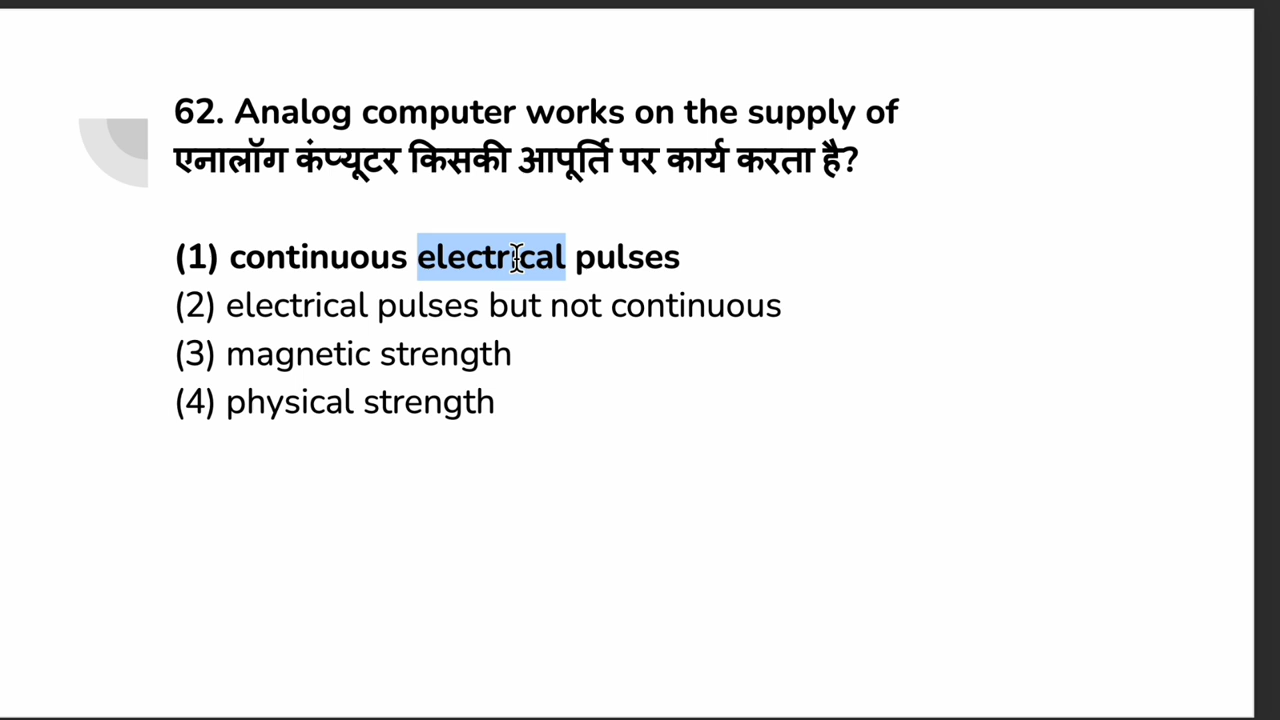 62. Analog computer works on the supply of
एनालॉग कंप्यूटर किसकी आपूर्ति पर कार्य करता है?
(1) continuous electrical pulses
(2) electrical pulses but not continuous
(3) magnetic strength
(4) physical strength